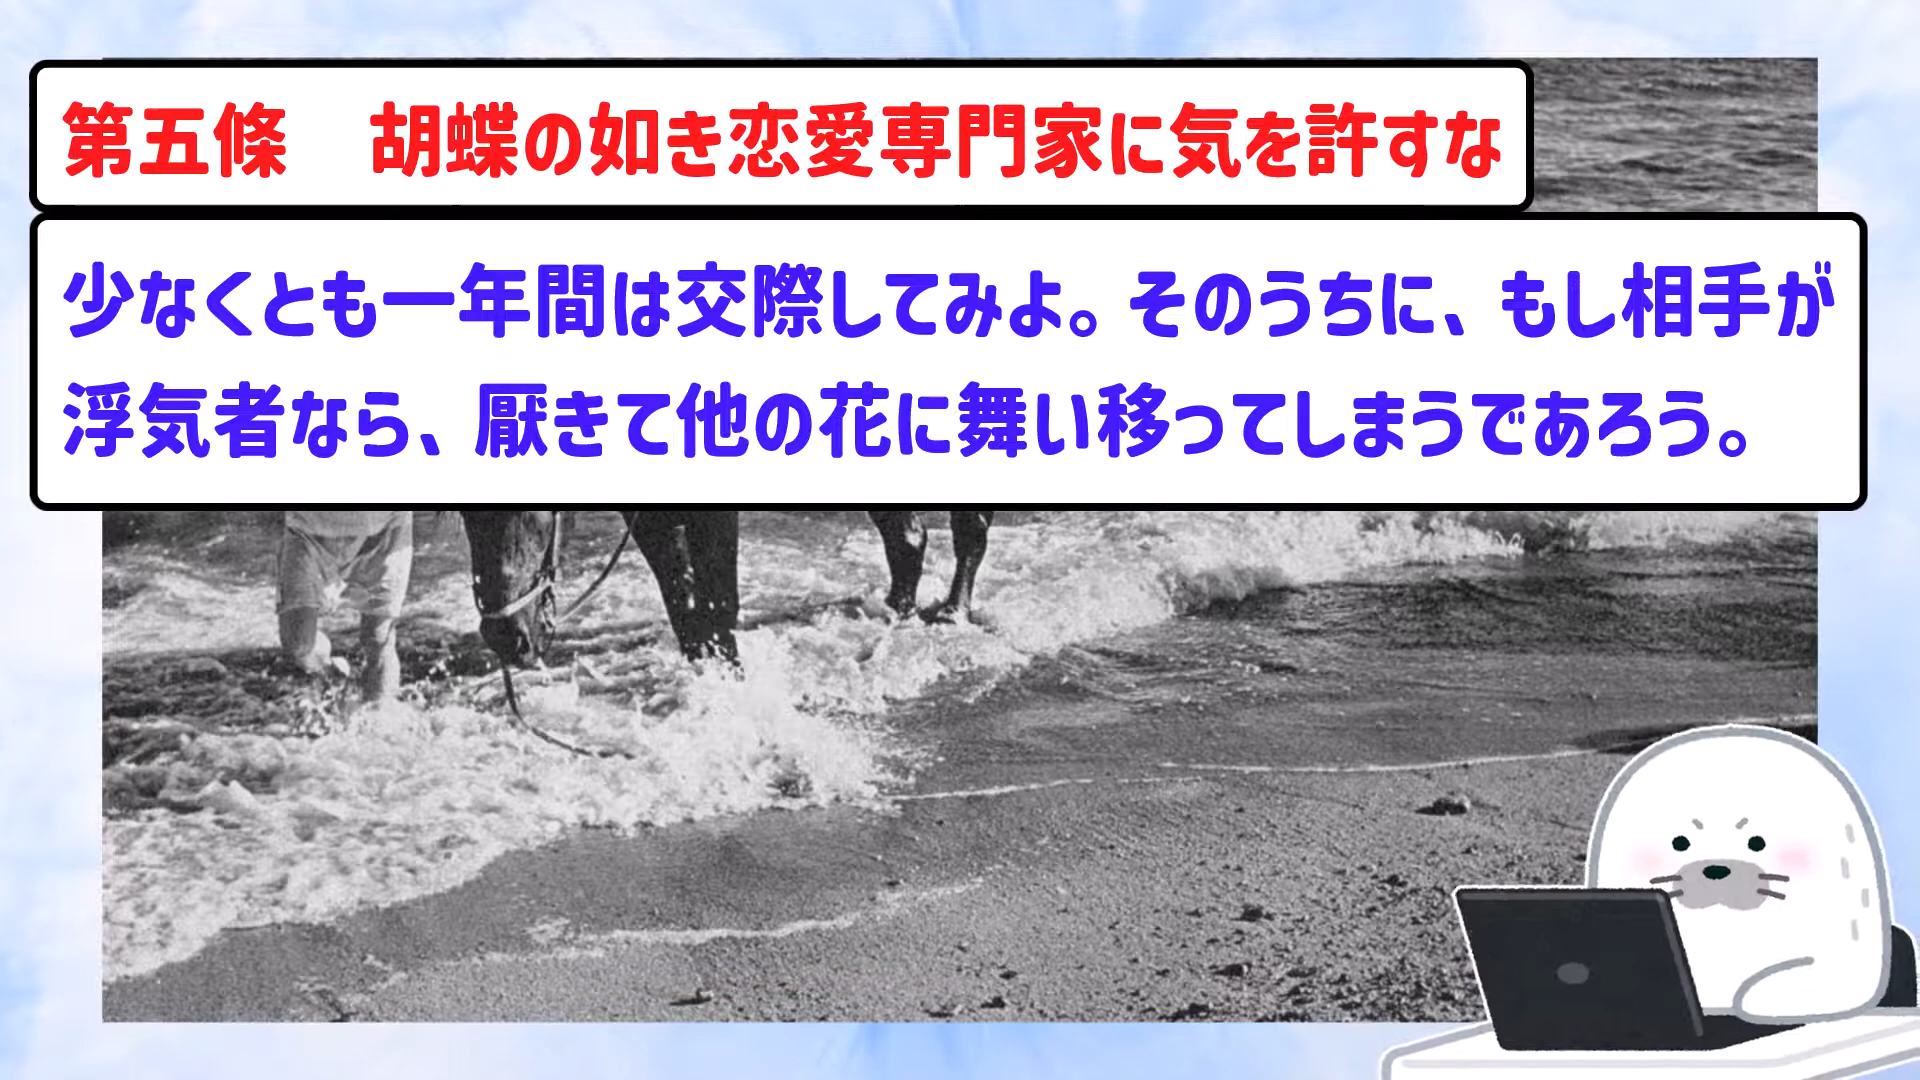 第五條　胡蝶の如き恋愛専門家に気を許すな
少なくとも一年間は交際してみよ。そのうちに、もし相手が
浮気者なら、厭きて他の花に舞い移ってしまうであろう。